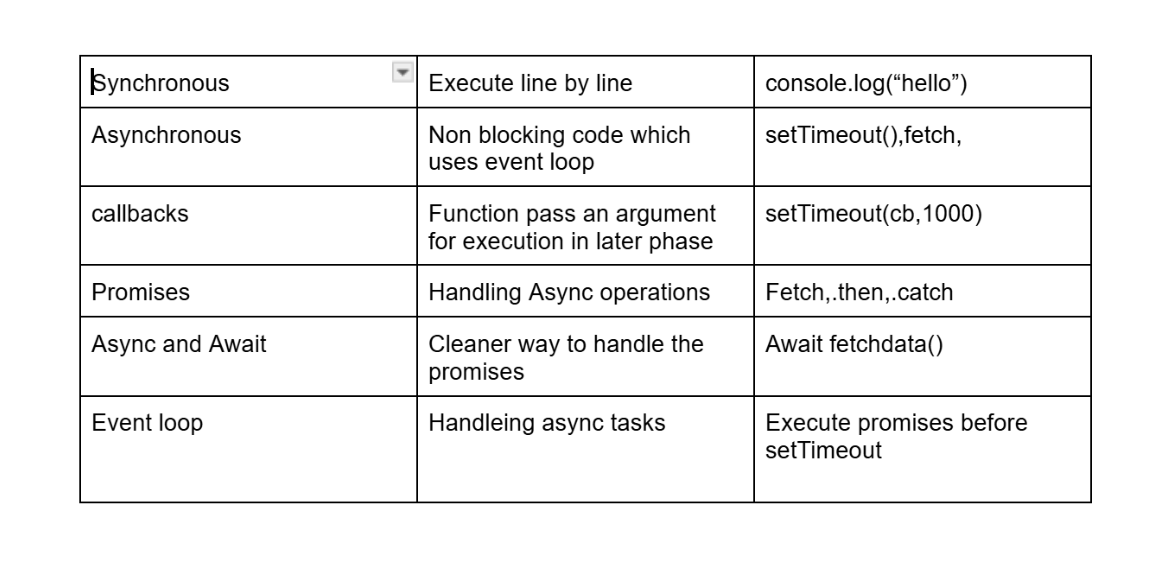 Synchronous
Execute line by line
console.log(“hello”)
Asynchronous
Non blocking code which
uses event loop
setTimeout(),fetch,
callbacks
Function pass an argument
for execution in later phase
setTimeout(cb,1000)
Promises
Handling Async operations
Fetch,.then,.catch
Async and Await
Cleaner way to handle the
promises
Await fetchdata()
Event loop
Handleing async tasks
Execute promises before
setTimeout